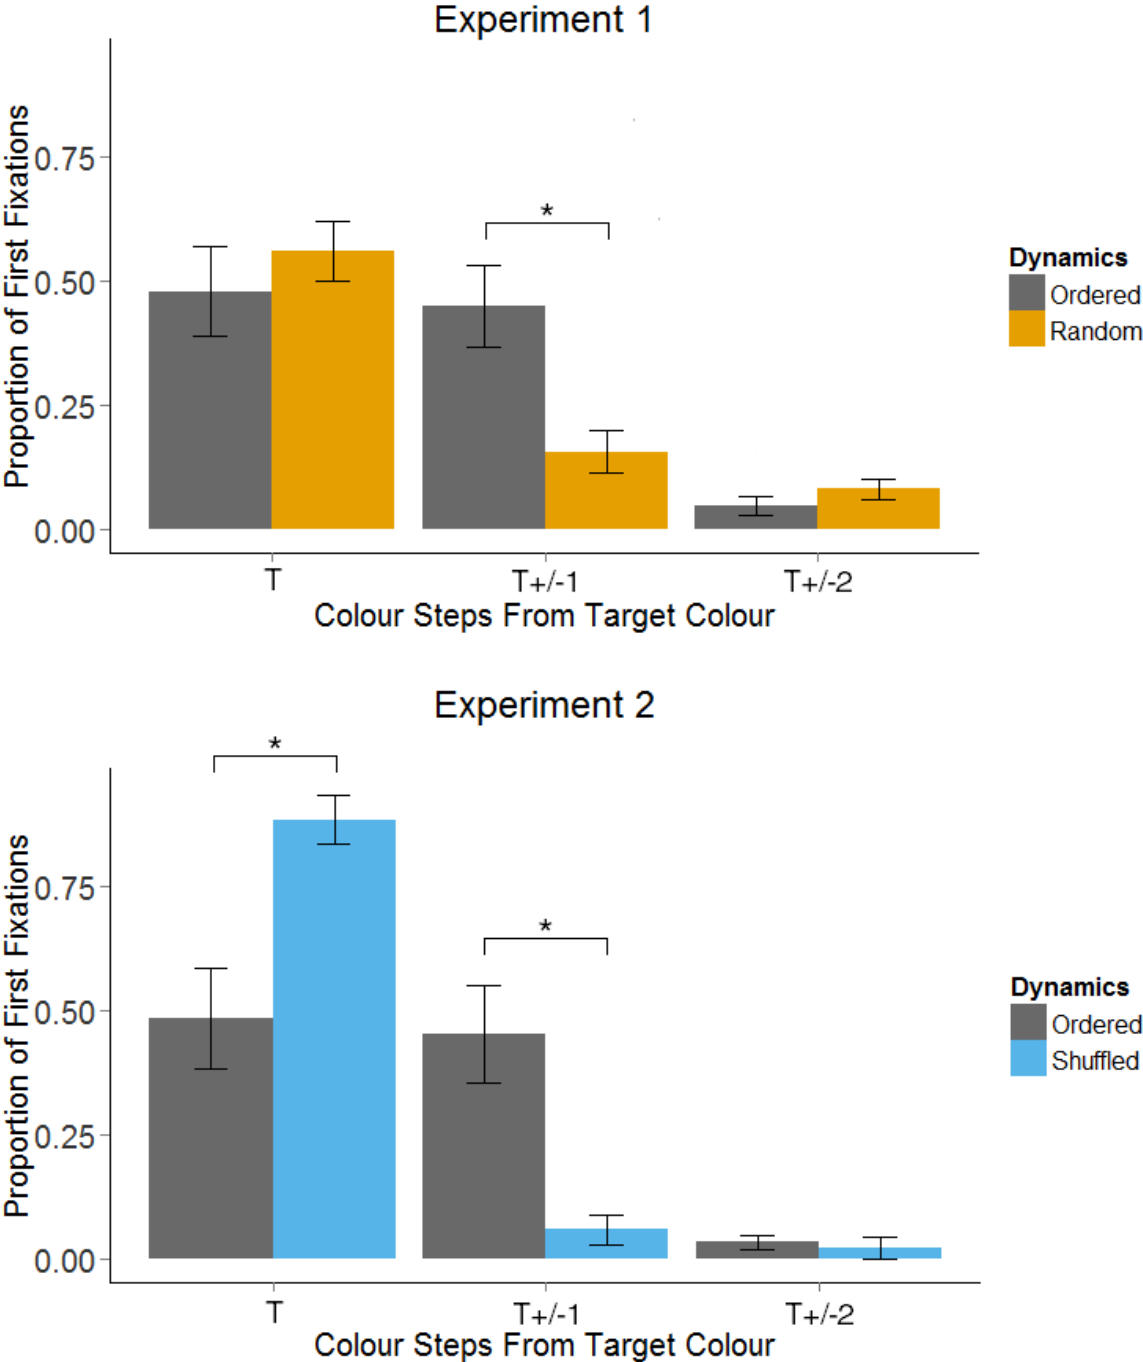 Experiment 1
Proportion of First Fixations
0.75
0.50
0.25
0.00
*
T
T+/-1
T+/-2
Colour Steps From Target Colour
Dynamics
Ordered
Random
Experiment 2
Proportion of First Fixations
0.75
0.50
0.25
0.00
*
*
T
T+/-1
T+/-2
Colour Steps From Target Colour
Dynamics
Ordered
Shuffled